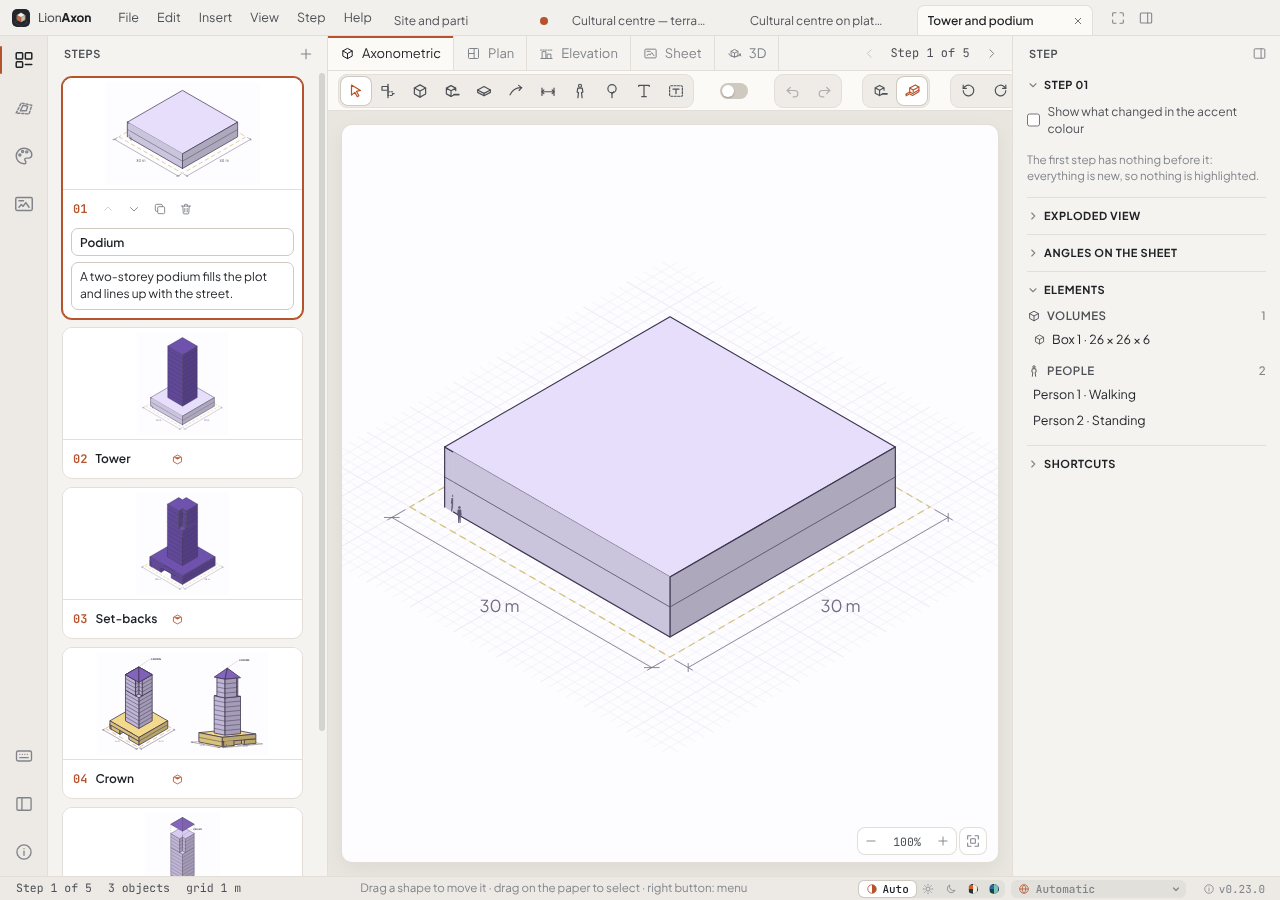 LionAxon File Edit Insert View Step Help
Site and parti
Cultural centre — terra...
Cultural centre on plat...
Tower and podium
STEPS
Axonometric
Plan
Elevation
Sheet
3D
Step 1 of 5
STEP
STEP 01
Show what changed in the accent
colour
The first step has nothing before it:
everything is new, so nothing is highlighted.
EXPLODED VIEW
ANGLES ON THE SHEET
ELEMENTS
VOLUMES 1
Box 1 · 26 × 26 × 6
PEOPLE 2
Person 1 · Walking
Person 2 · Standing
SHORTCUTS
01
Podium
A two-storey podium fills the plot
and lines up with the street.
02 Tower
03 Set-backs
04 Crown
30 m
30 m
100%
Step 1 of 5 3 objects grid 1 m
Drag a shape to move it · drag on the paper to select · right button: menu
Auto
Automatic
v0.23.0